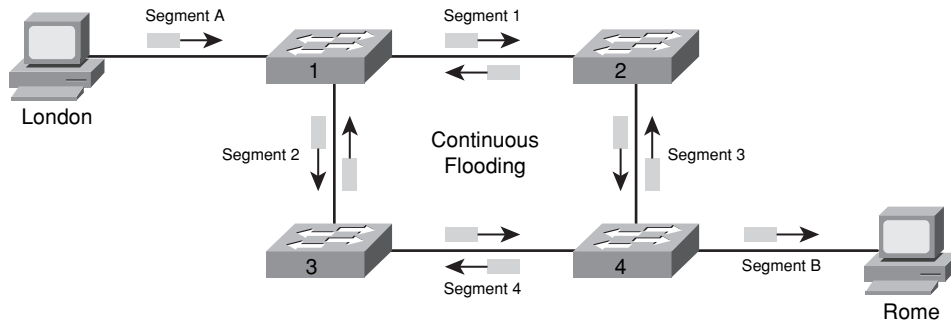 Segment A
Segment 1
1
2
London
Segment 2
Continuous
Flooding
Segment 3
3
4
Segment 4
Segment B
Rome